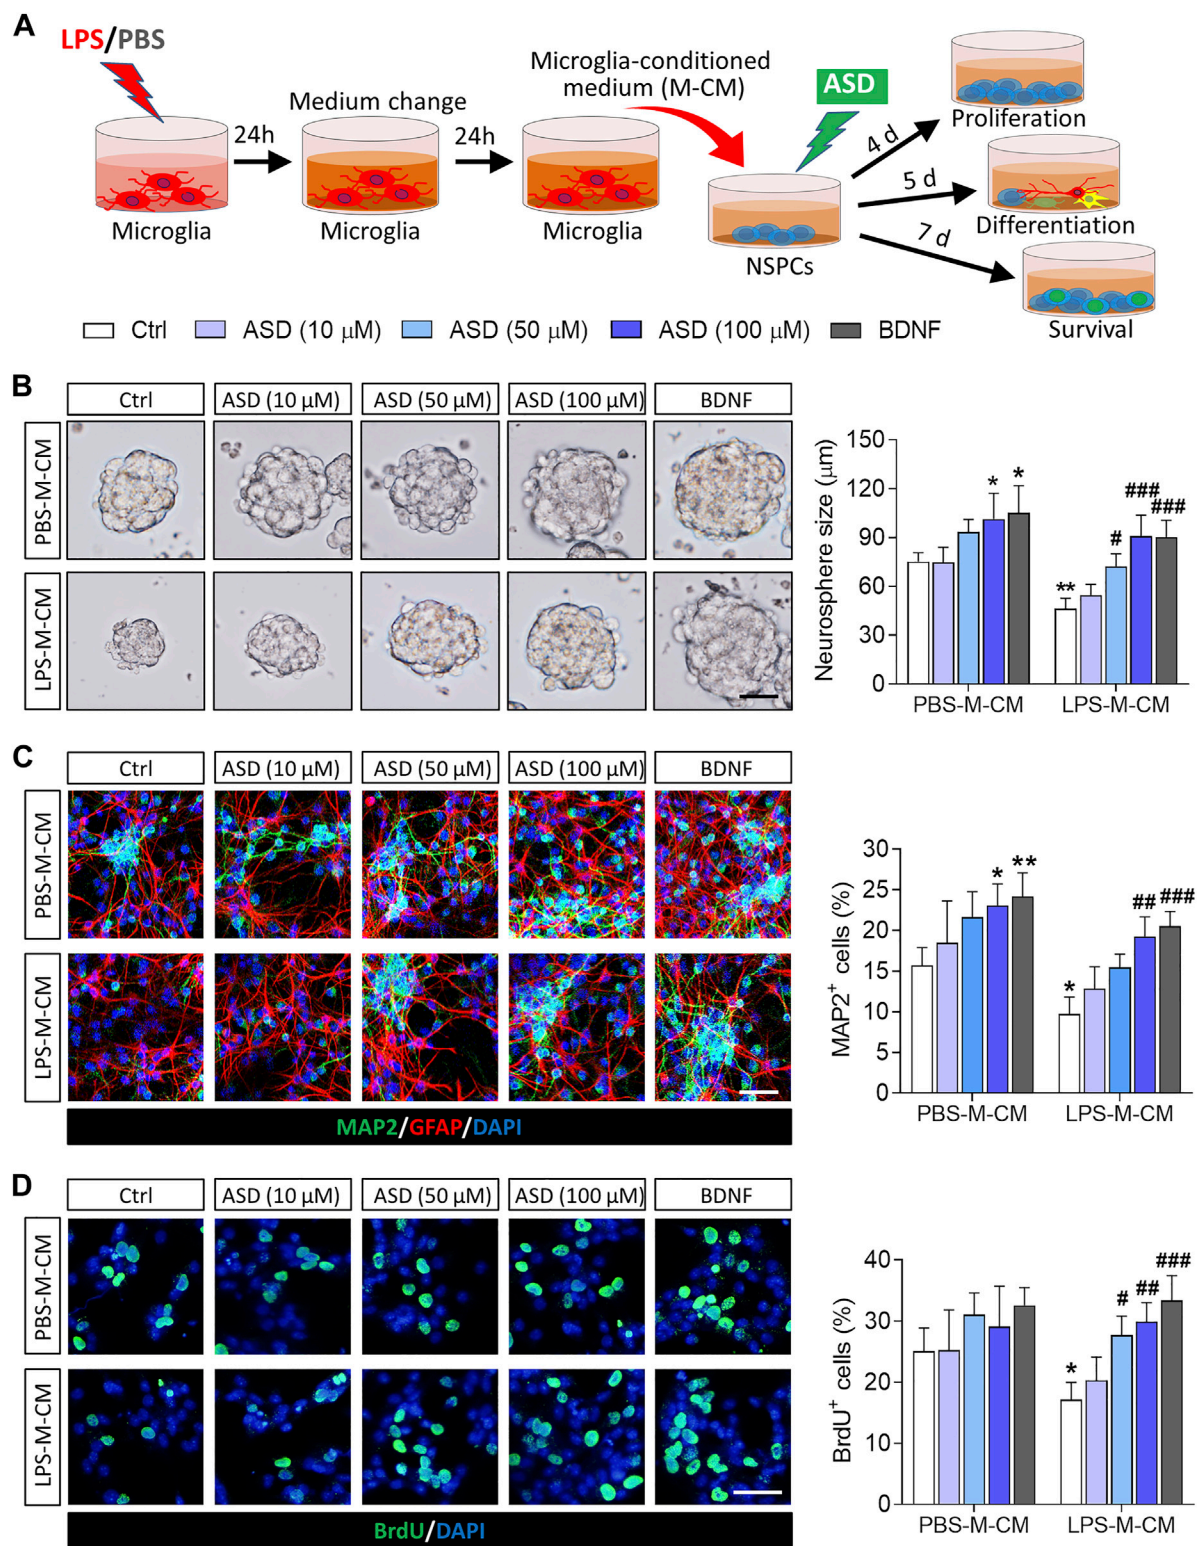 A
LPS/PBS
Microglia-conditioned
medium (M-CM)
ASD
Medium change
24h
24h
4 d
5 d
7 d
Proliferation
Differentiation
Survival
Microglia
Microglia
Microglia
NSPCs
Ctrl
ASD (10 μM)
ASD (50 μM)
ASD (100 μM)
BDNF
B
Ctrl
ASD (10 μM)
ASD (50 μM)
ASD (100 μM)
BDNF
PBS-M-CM
LPS-M-CM
Neurosphere size (μm)
150
120
90
60
30
0
* * ** # ### ###
PBS-M-CM
LPS-M-CM
C
Ctrl
ASD (10 μM)
ASD (50 μM)
ASD (100 μM)
BDNF
PBS-M-CM
LPS-M-CM
MAP2/GFAP/DAPI
MAP2+ cells (%)
30
25
20
15
10
5
0
* ** * ## ###
PBS-M-CM
LPS-M-CM
D
Ctrl
ASD (10 μM)
ASD (50 μM)
ASD (100 μM)
BDNF
PBS-M-CM
LPS-M-CM
BrdU/DAPI
BrdU+ cells (%)
40
30
20
10
0
* # ## ###
PBS-M-CM
LPS-M-CM